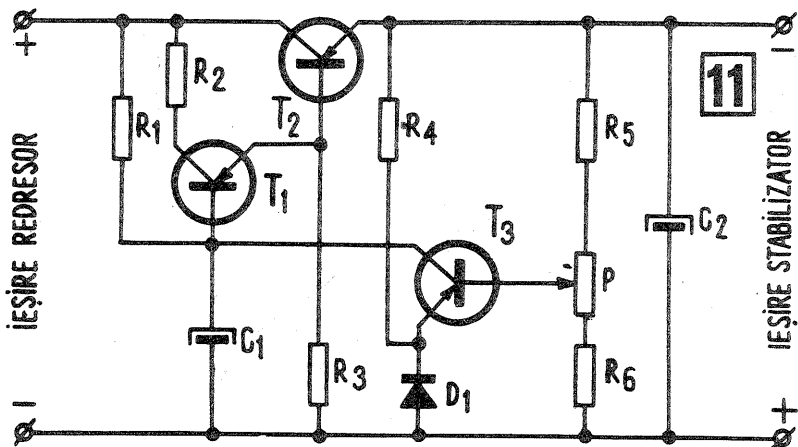 +
−
11
R2
R1
T2
R4
R5
T1
T3
C2
P
IEȘIRE REDRESOR
IEȘIRE STABILIZATOR
C1
R3
D1
R6
−
+